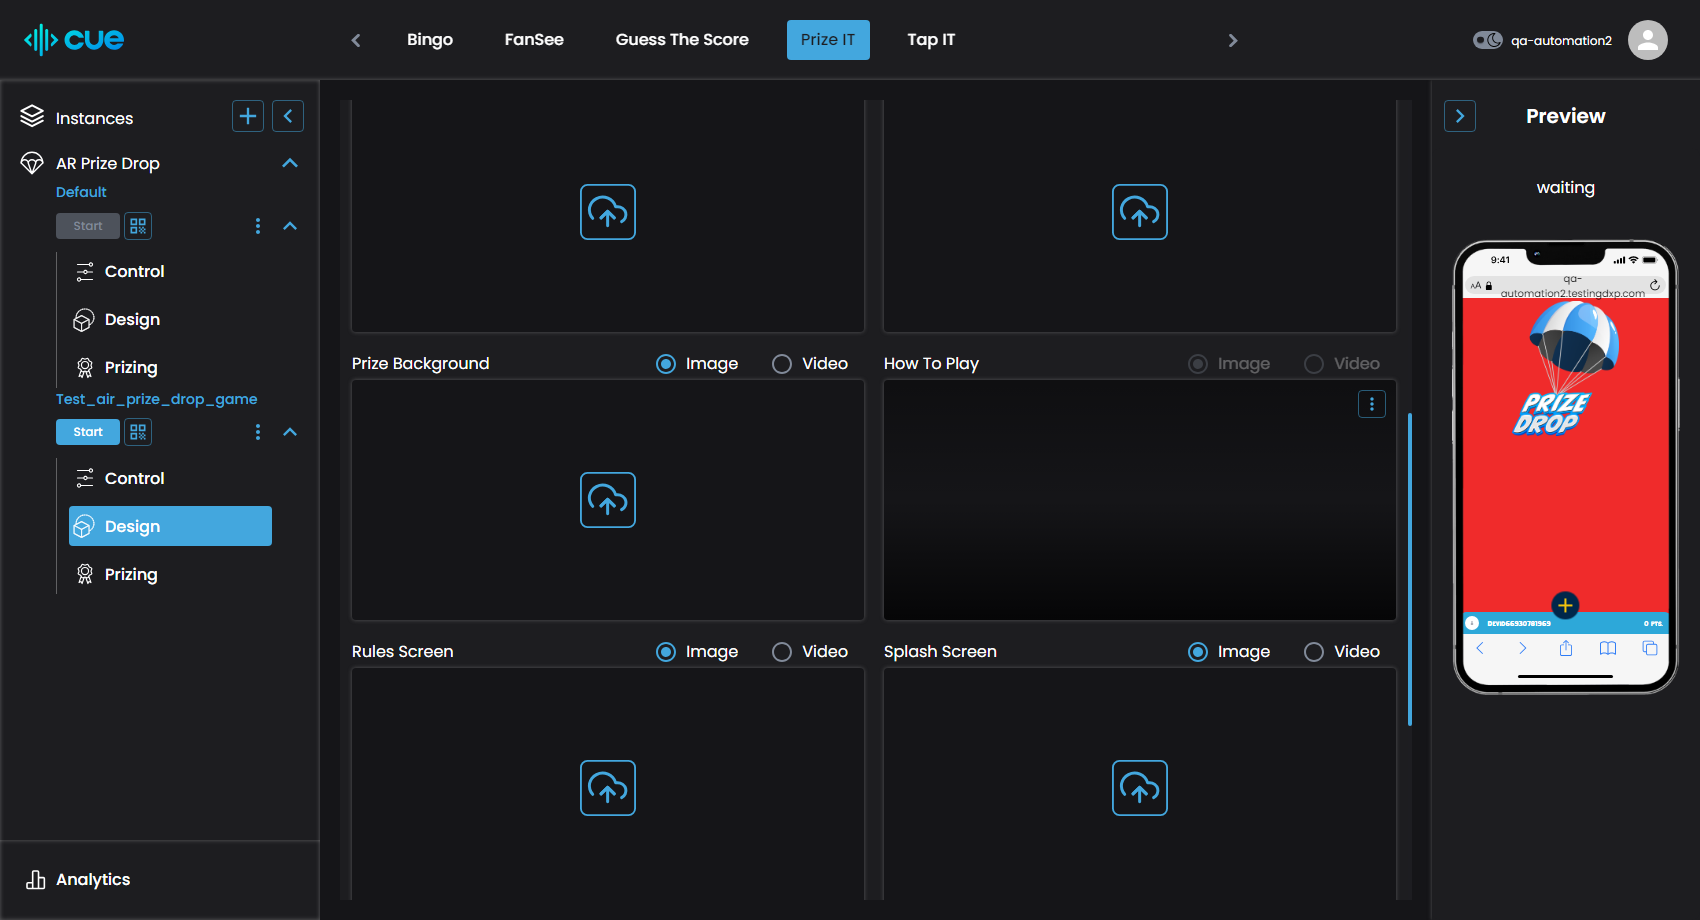 cue
Bingo
FanSee
Guess The Score
Prize IT
Tap IT
qa-automation2
Instances
AR Prize Drop
Default
Start
Control
Design
Prizing
Test_air_prize_drop_game
Start
Control
Design
Prizing
Analytics
Prize Background
Image
Video
How To Play
Image
Video
Rules Screen
Image
Video
Splash Screen
Image
Video
Preview
waiting
9:41
AA
qa-
automation2.testingdxp.com
PRIZE
DROP
DEVID66930781969
0 PTS.